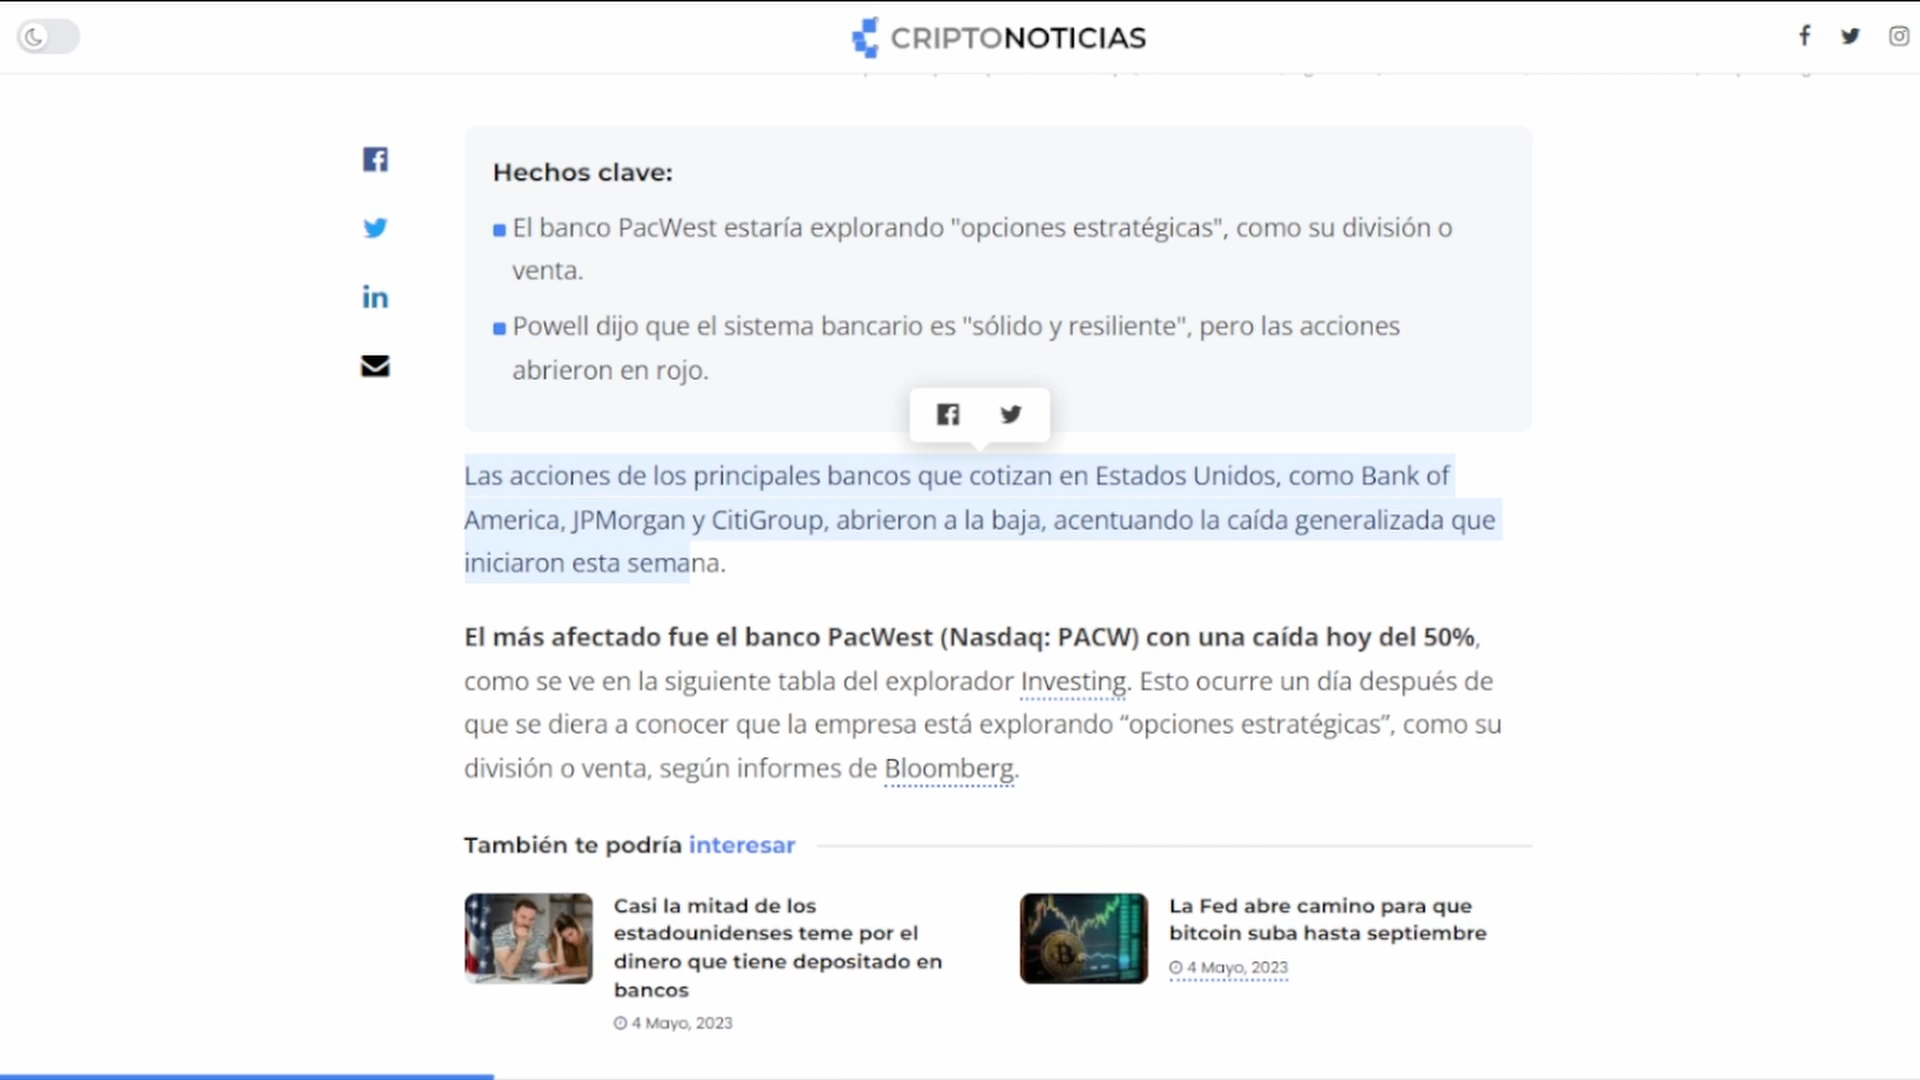 CRIPTONOTICIAS
Hechos clave:
El banco PacWest estaría explorando "opciones estratégicas", como su división o
venta.
Powell dijo que el sistema bancario es "sólido y resiliente", pero las acciones
abrieron en rojo.
Las acciones de los principales bancos que cotizan en Estados Unidos, como Bank of
America, JPMorgan y CitiGroup, abrieron a la baja, acentuando la caída generalizada que
iniciaron esta semana.
El más afectado fue el banco PacWest (Nasdaq: PACW) con una caída hoy del 50%,
como se ve en la siguiente tabla del explorador Investing. Esto ocurre un día después de
que se diera a conocer que la empresa está explorando “opciones estratégicas”, como su
división o venta, según informes de Bloomberg.
También te podría interesar
Casi la mitad de los
estadounidenses teme por el
dinero que tiene depositado en
bancos
4 Mayo, 2023
La Fed abre camino para que
bitcoin suba hasta septiembre
4 Mayo, 2023